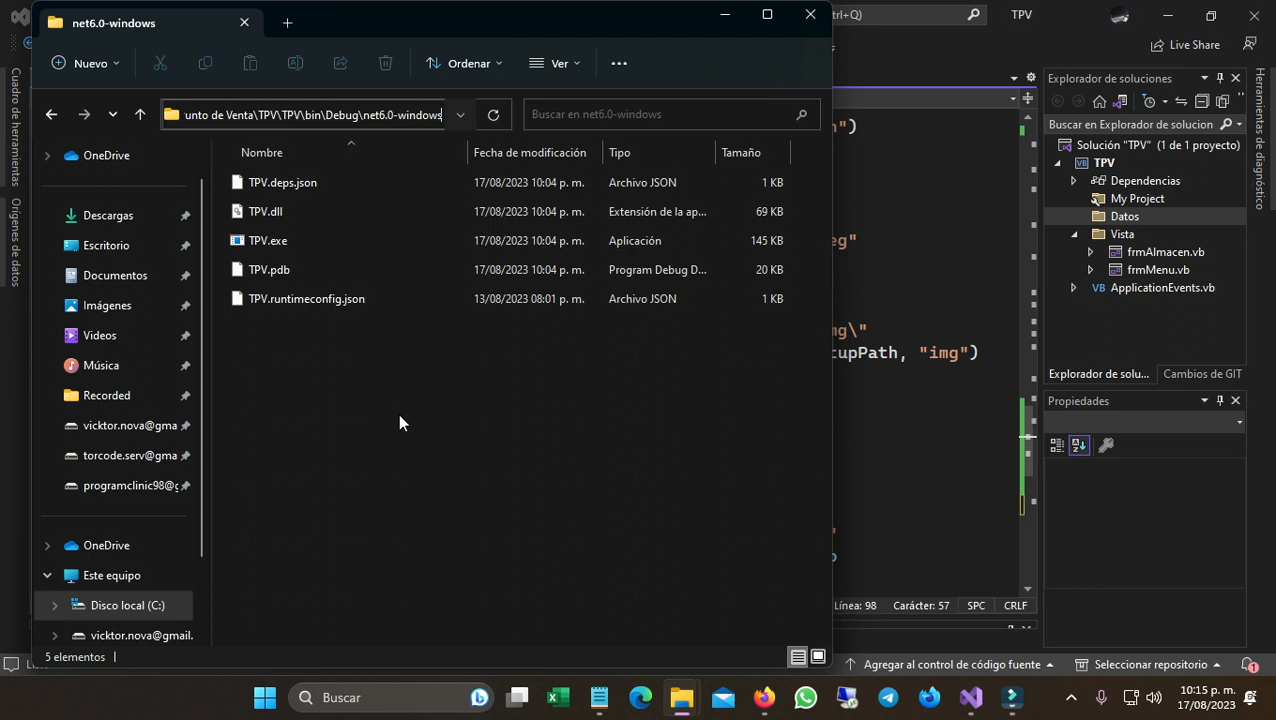 net6.0-windows
trl+Q)
TPV
Nuevo
Ordenar
Ver
Live Share
unto de Venta\TPV\TPV\bin\Debug\net6.0-windows
Buscar en net6.0-windows
Nombre
Fecha de modificación
Tipo
Tamaño
TPV.deps.json
17/08/2023 10:04 p. m.
Archivo JSON
1 KB
TPV.dll
17/08/2023 10:04 p. m.
Extensión de la ap...
69 KB
TPV.exe
17/08/2023 10:04 p. m.
Aplicación
145 KB
TPV.pdb
17/08/2023 10:04 p. m.
Program Debug D...
20 KB
TPV.runtimeconfig.json
13/08/2023 08:01 p. m.
Archivo JSON
1 KB
OneDrive
Descargas
Escritorio
Documentos
Imágenes
Videos
Música
Recorded
vicktor.nova@gma
torcode.serv@gma
programclinic98@g
OneDrive
Este equipo
Disco local (C:)
vicktor.nova@gmail.
5 elementos
Cuadro de herramientas
Orígenes de datos
")
eg"
ng\"
tupPath, "img")
Línea: 98
Carácter: 57
SPC
CRLF
Explorador de soluciones
Buscar en Explorador de solucion
Solución "TPV" (1 de 1 proyecto)
TPV
Dependencias
My Project
Datos
Vista
frmAlmacen.vb
frmMenu.vb
ApplicationEvents.vb
Explorador de solu...
Cambios de GIT
Propiedades
Herramientas de diagnóstico
Agregar al control de código fuente
Seleccionar repositorio
1
Buscar
10:15 p. m.
17/08/2023